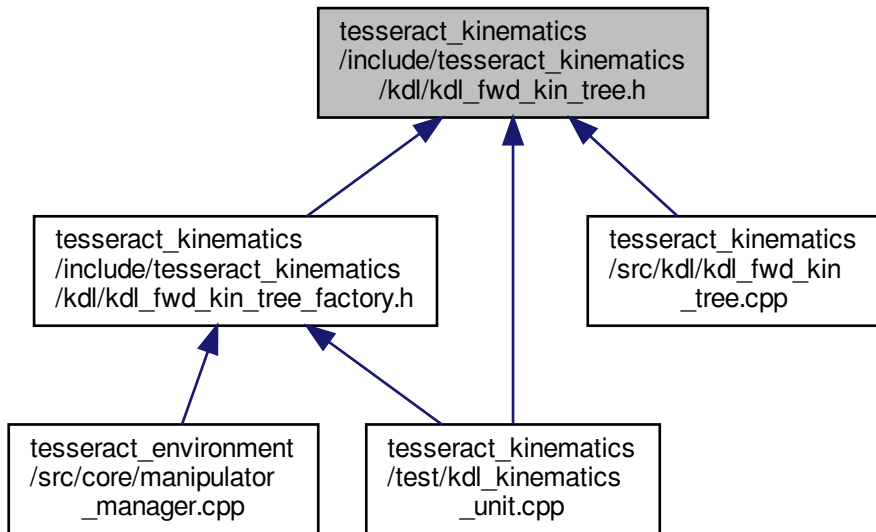 tesseract_kinematics
/include/tesseract_kinematics
/kdl/kdl_fwd_kin_tree.h
tesseract_kinematics
/include/tesseract_kinematics
/kdl/kdl_fwd_kin_tree_factory.h
tesseract_kinematics
/src/kdl/kdl_fwd_kin
_tree.cpp
tesseract_environment
/src/core/manipulator
_manager.cpp
tesseract_kinematics
/test/kdl_kinematics
_unit.cpp